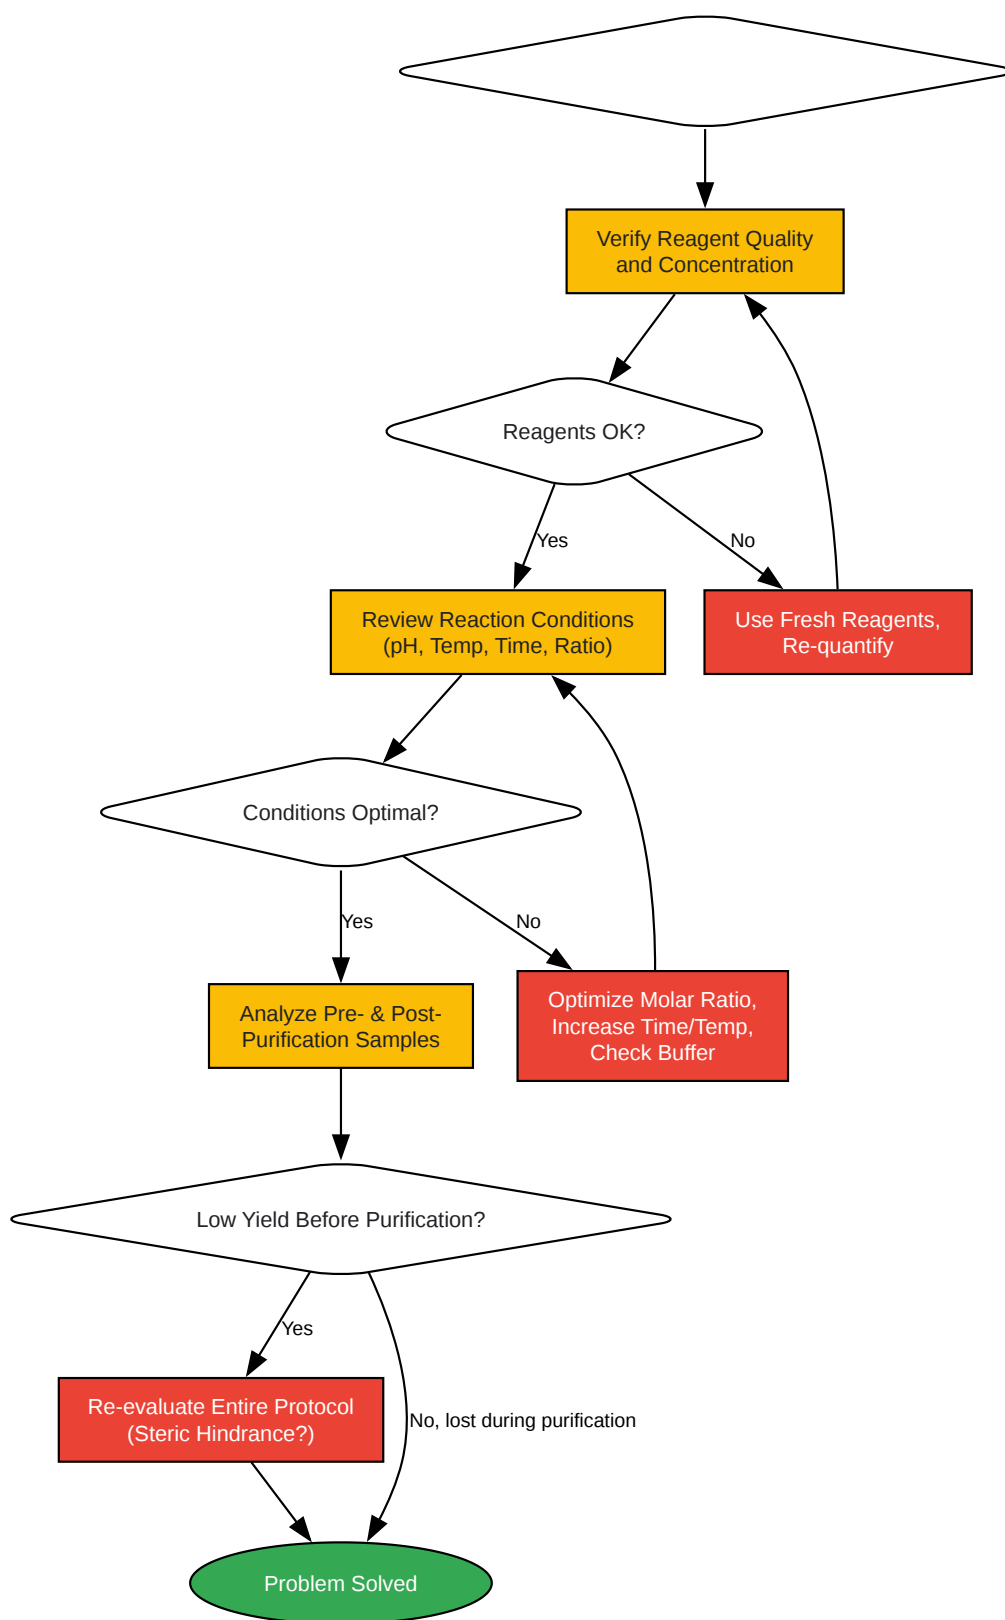 Verify Reagent Quality
and Concentration
Reagents OK?
Yes
No
Review Reaction Conditions
(pH, Temp, Time, Ratio)
Use Fresh Reagents,
Re-quantify
Conditions Optimal?
Yes
No
Analyze Pre- & Post-
Purification Samples
Optimize Molar Ratio,
Increase Time/Temp,
Check Buffer
Low Yield Before Purification?
Yes
Re-evaluate Entire Protocol
(Steric Hindrance?)
No, lost during purification
Problem Solved